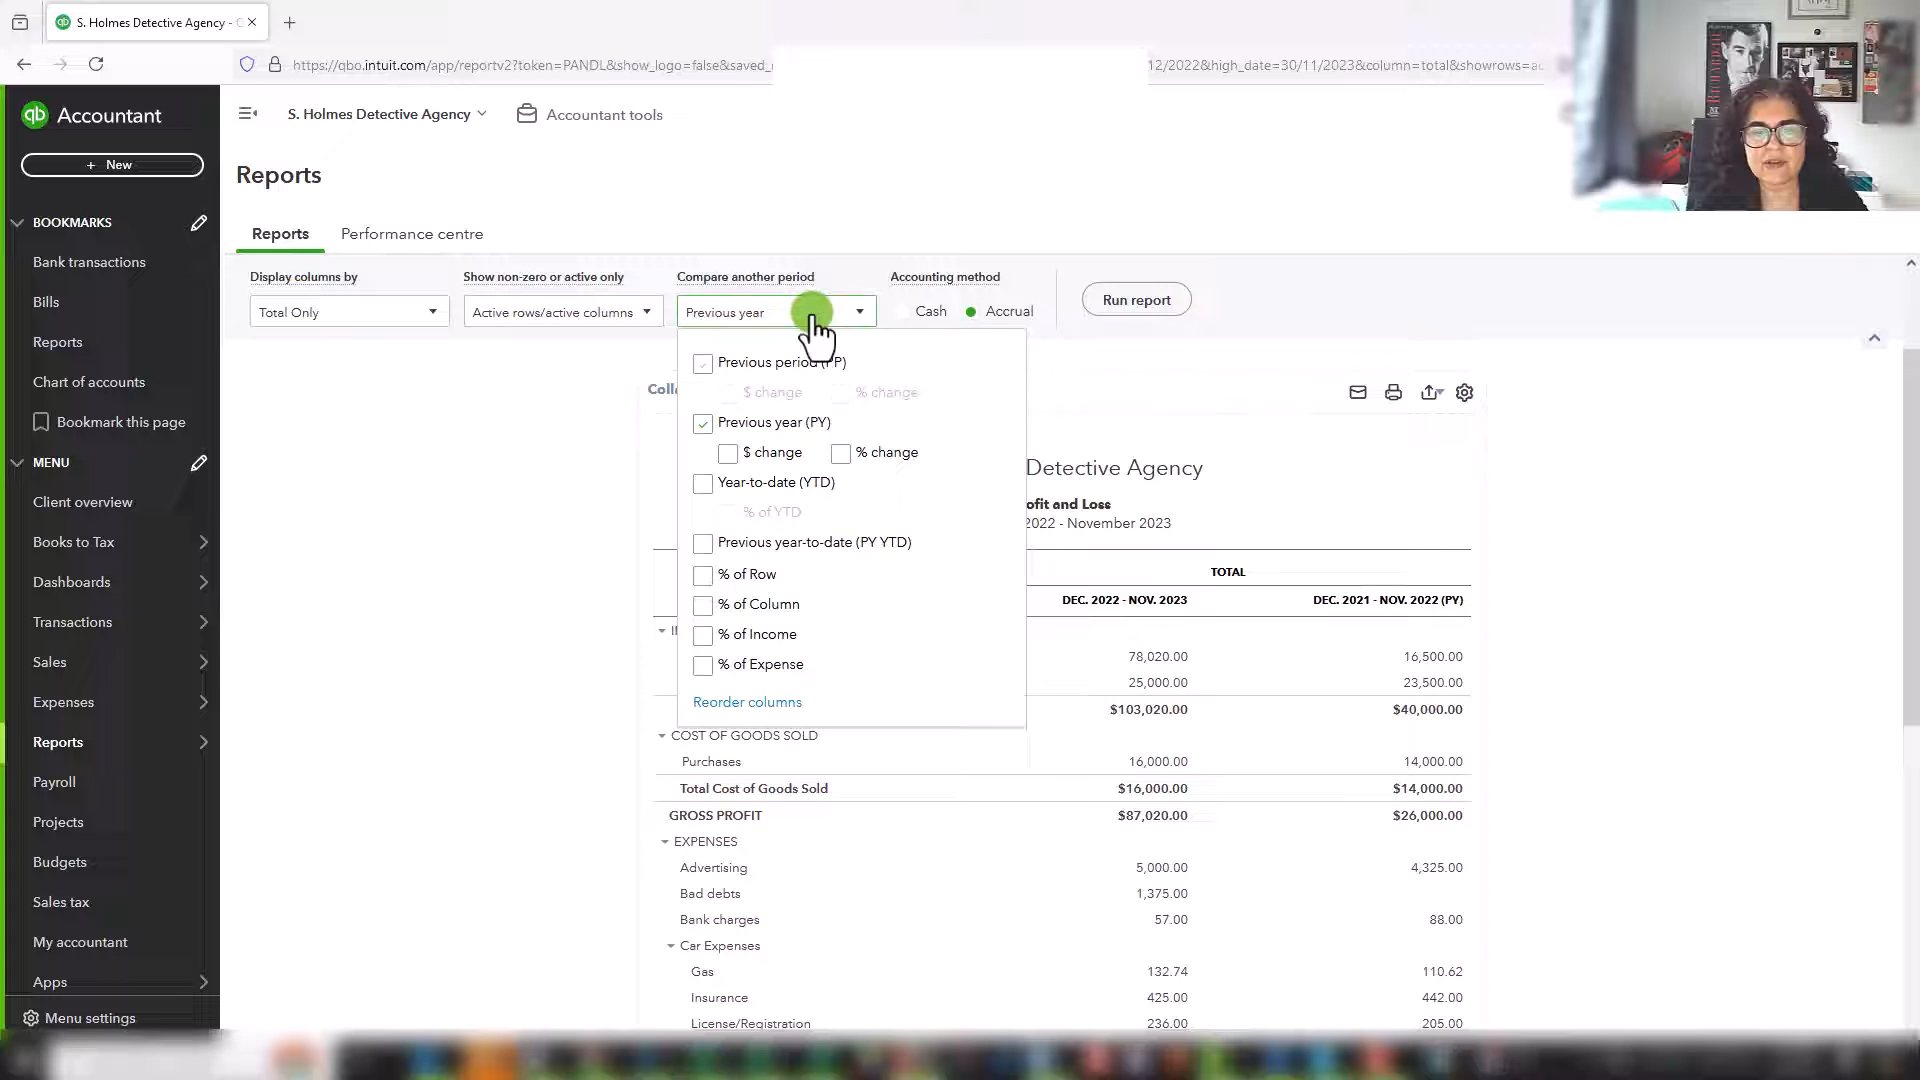 S. Holmes Detective Agency -
https://qbo.intuit.com/app/reportv2?token=PANDL&show_logo=false&saved_
12/2022&high_date=30/11/2023&column=total&showrows=
qb Accountant
+ New
BOOKMARKS
Bank transactions
Bills
Reports
Chart of accounts
Bookmark this page
MENU
Client overview
Books to Tax
Dashboards
Transactions
Sales
Expenses
Reports
Payroll
Projects
Budgets
Sales tax
My accountant
Apps
Menu settings
S. Holmes Detective Agency
Accountant tools
Reports
Reports Performance centre
Display columns by Show non-zero or active only Compare another period Accounting method
Total Only Active rows/active columns Previous year Cash Accrual Run report
Previous period
$ change % change
Previous year (PY)
$ change % change
Year-to-date (YTD)
% of YTD
Previous year-to-date (PY YTD)
% of Row
% of Column
% of Income
% of Expense
Reorder columns
Colla
Detective Agency
ofit and Loss
2022 - November 2023
TOTAL
DEC. 2022 - NOV. 2023 DEC. 2021 - NOV. 2022 (PY)
78,020.00 16,500.00
25,000.00 23,500.00
$103,020.00 $40,000.00
COST OF GOODS SOLD
Purchases 16,000.00 14,000.00
Total Cost of Goods Sold $16,000.00 $14,000.00
GROSS PROFIT $87,020.00 $26,000.00
EXPENSES
Advertising 5,000.00 4,325.00
Bad debts 1,375.00
Bank charges 57.00 88.00
Car Expenses
Gas 132.74 110.62
Insurance 425.00 442.00
License/Registration 236.00 205.00